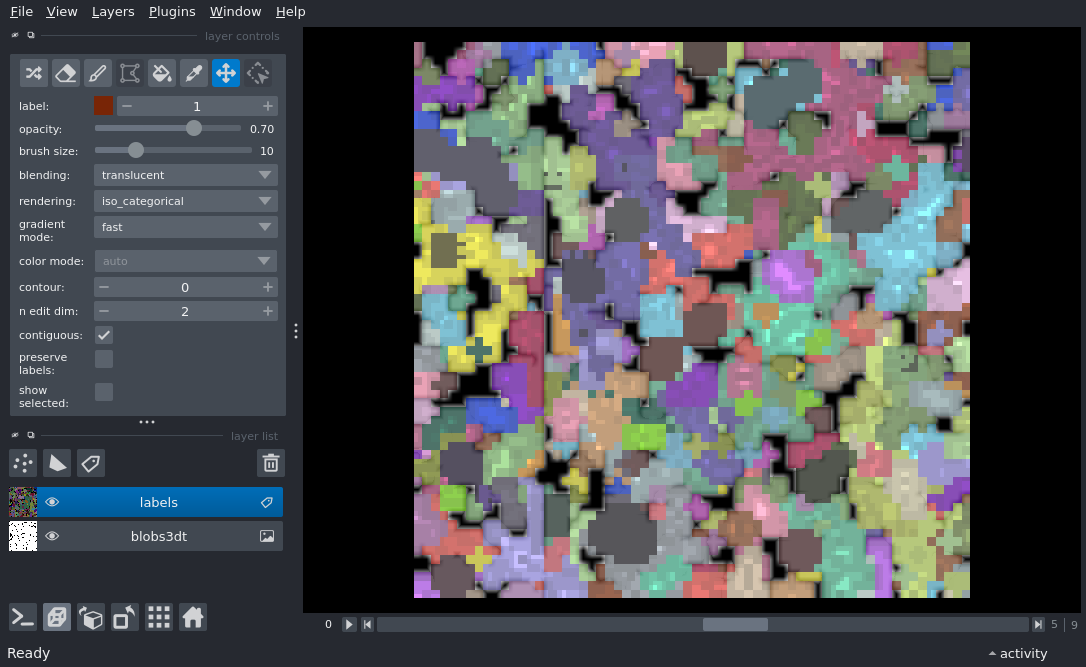 File View Layers Plugins Window Help
layer controls
label: 1
opacity: 0.70
brush size: 10
blending: translucent
rendering: iso_categorical
gradient
mode: fast
color mode: auto
contour: 0
n edit dim: 2
contiguous:
preserve
labels:
show
selected:
layer list
labels
blobs3dt
0 5 9
Ready activity